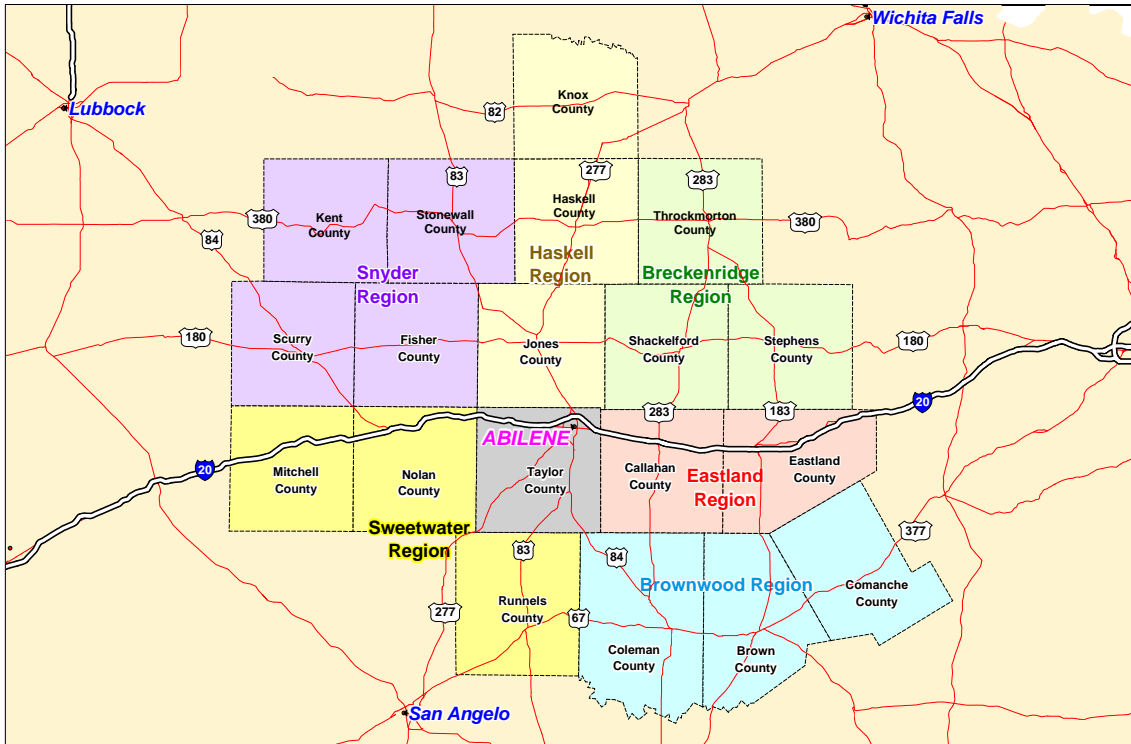 Wichita Falls
Lubbock
Knox
County
82
83
277
283
Kent
County
Stonewall
County
Haskell
County
Throckmorton
County
380
380
84
Haskell
Region
Snyder
Region
Breckenridge
Region
180
Scurry
County
Fisher
County
Jones
County
Shackelford
County
Stephens
County
180
20
283
183
ABILENE
20
Mitchell
County
Nolan
County
Taylor
County
Callahan
County
Eastland
Region
Eastland
County
Sweetwater
Region
377
83
84
Brownwood Region
Comanche
County
277
Runnels
County
67
Coleman
County
Brown
County
San Angelo